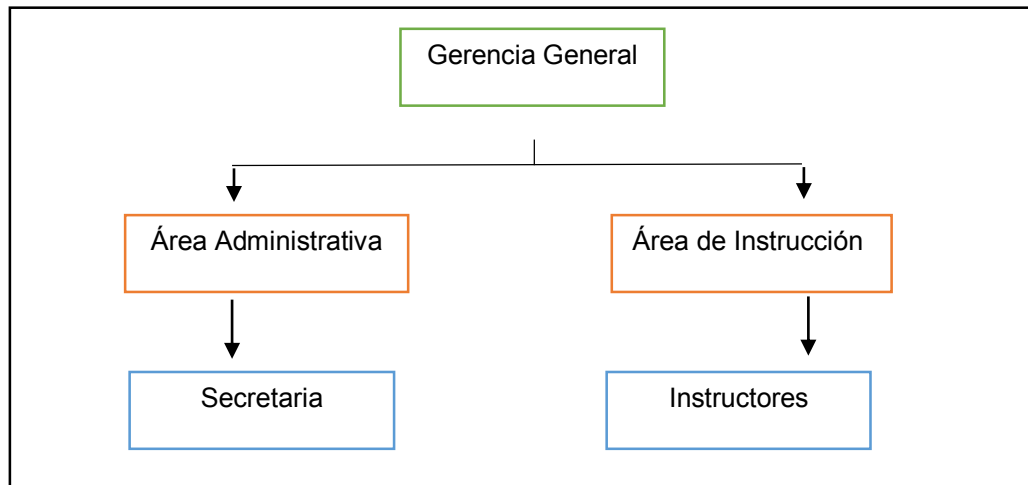 Gerencia General
Área Administrativa
Área de Instrucción
Secretaria
Instructores